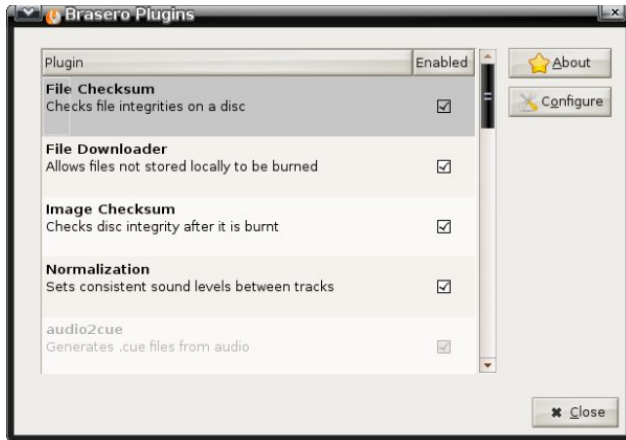 Brasero Plugins
Plugin Enabled
About
Configure
File Checksum
Checks file integrities on a disc
File Downloader
Allows files not stored locally to be burned
Image Checksum
Checks disc integrity after it is burnt
Normalization
Sets consistent sound levels between tracks
audio2cue
Generates .cue files from audio
Close